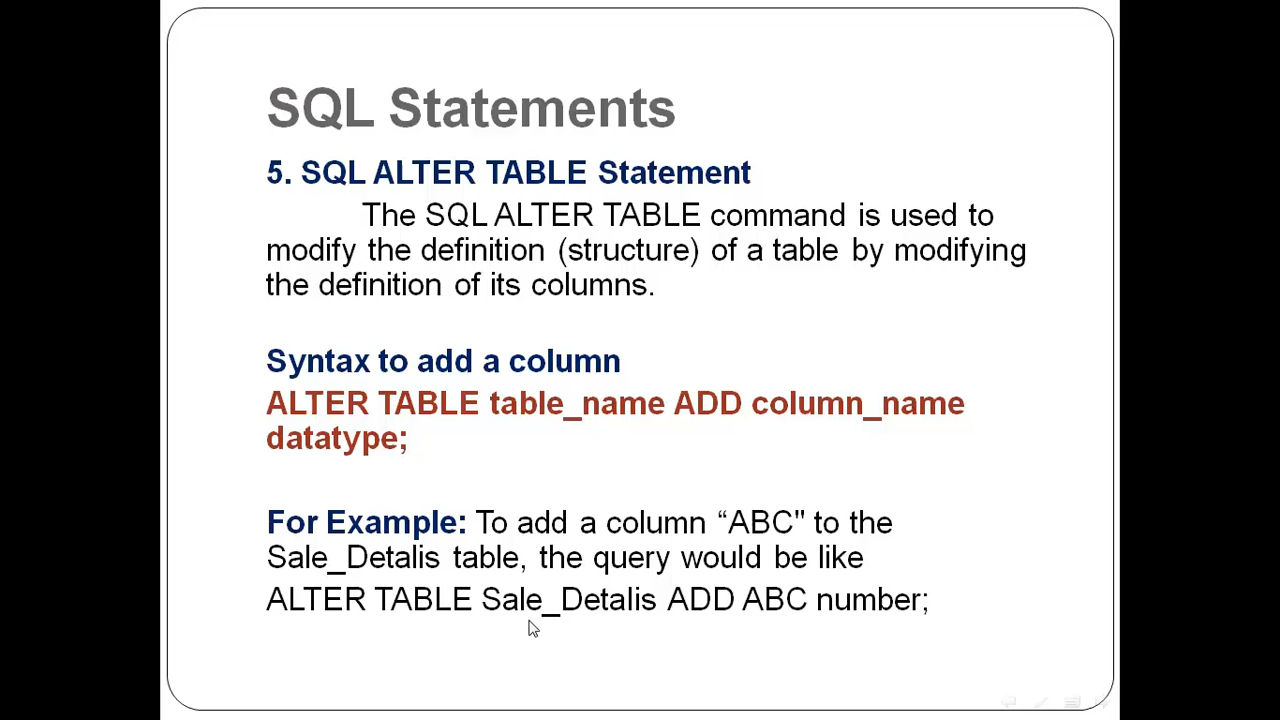 SQL Statements
5. SQL ALTER TABLE Statement
The SQL ALTER TABLE command is used to
modify the definition (structure) of a table by modifying
the definition of its columns.
Syntax to add a column
ALTER TABLE table_name ADD column_name
datatype;
For Example: To add a column “ABC" to the
Sale_Detalis table, the query would be like
ALTER TABLE Sale_Detalis ADD ABC number;